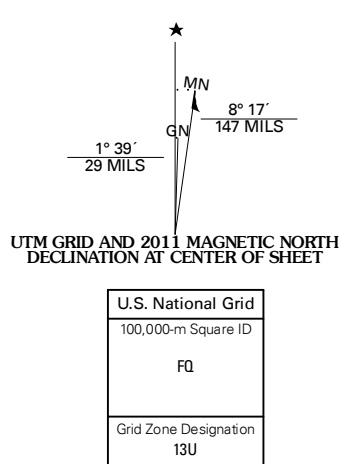 ★
MN
8° 17´
147 MILS
GN
1° 39´
29 MILS
UTM GRID AND 2011 MAGNETIC NORTH
DECLINATION AT CENTER OF SHEET
U.S. National Grid
100,000-m Square ID
FQ
Grid Zone Designation
13U